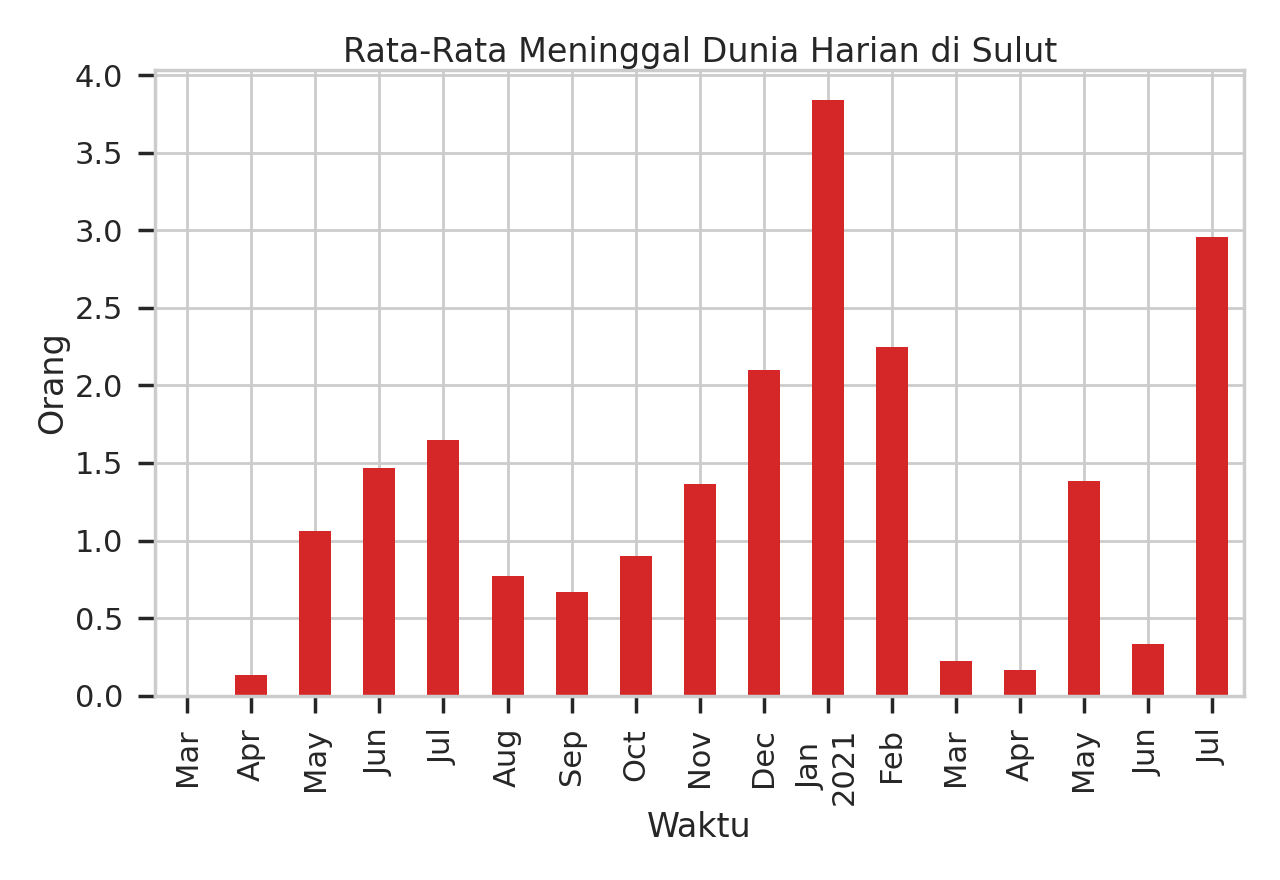 Rata-Rata Meninggal Dunia Harian di Sulut
4.0
3.5
3.0
2.5
2.0
1.5
1.0
0.5
0.0
Orang
Mar
Apr
May
Jun
Jul
Aug
Sep
Oct
Nov
Dec
Jan
2021
Feb
Mar
Apr
May
Jun
Jul
Waktu